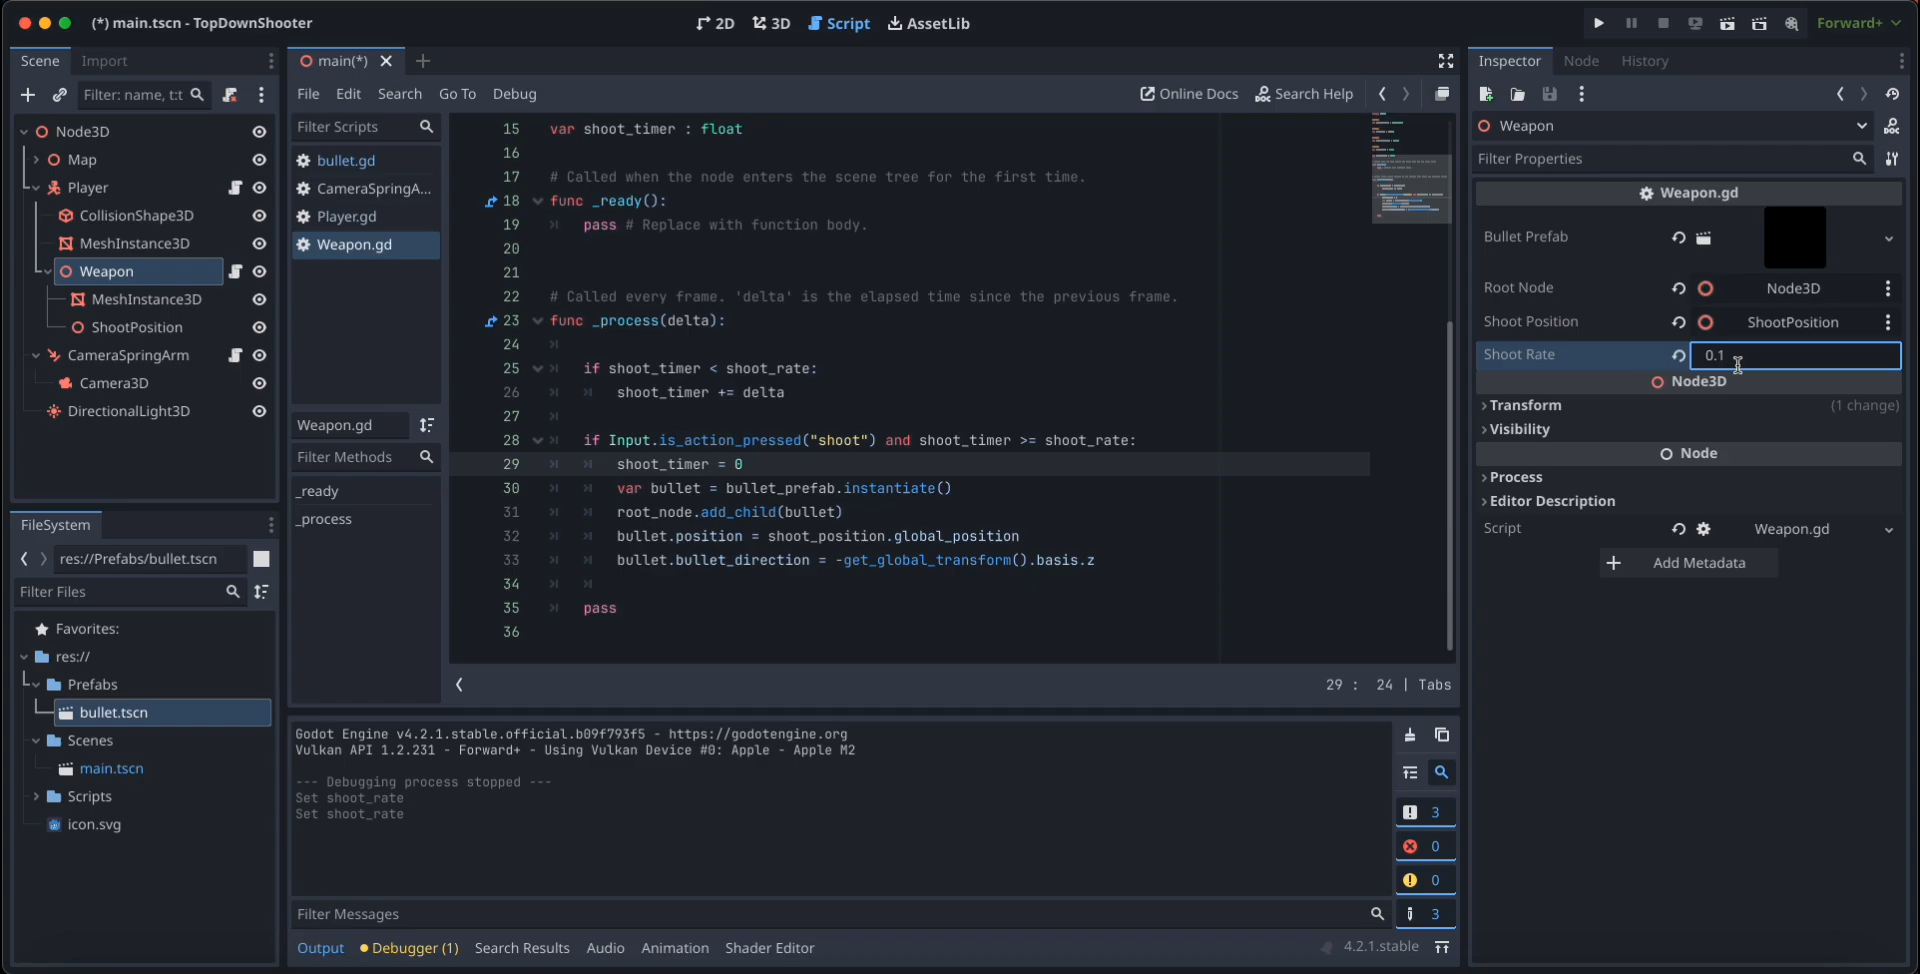 (*) main.tscn - TopDownShooter
2D
3D
Script
AssetLib
Forward+
Scene
Import
Filter: name, t:t
Node3D
Map
Player
CollisionShape3D
MeshInstance3D
Weapon
MeshInstance3D
ShootPosition
CameraSpringArm
Camera3D
DirectionalLight3D
FileSystem
res://Prefabs/bullet.tscn
Filter Files
Favorites:
res://
Prefabs
bullet.tscn
Scenes
main.tscn
Scripts
icon.svg
main(*)
File Edit Search Go To Debug
Online Docs
Search Help
Filter Scripts
bullet.gd
CameraSpringA...
Player.gd
Weapon.gd
Weapon.gd
Filter Methods
_ready
_process
15 var shoot_timer : float
16
17 # Called when the node enters the scene tree for the first time.
18 func _ready():
19 pass # Replace with function body.
20
21
22 # Called every frame. 'delta' is the elapsed time since the previous frame.
23 func _process(delta):
24
25 if shoot_timer < shoot_rate:
26 shoot_timer += delta
27
28 if Input.is_action_pressed("shoot") and shoot_timer >= shoot_rate:
29 shoot_timer = 0
30 var bullet = bullet_prefab.instantiate()
31 root_node.add_child(bullet)
32 bullet.position = shoot_position.global_position
33 bullet.bullet_direction = -get_global_transform().basis.z
34
35 pass
36
29 : 24 | Tabs
Godot Engine v4.2.1.stable.official.b09f793f5 - https://godotengine.org
Vulkan API 1.2.231 - Forward+ - Using Vulkan Device #0: Apple - Apple M2
--- Debugging process stopped ---
Set shoot_rate
Set shoot_rate
3
0
0
3
Filter Messages
Output
Debugger (1)
Search Results
Audio
Animation
Shader Editor
4.2.1.stable
Inspector
Node
History
Weapon
Filter Properties
Weapon.gd
Bullet Prefab
Root Node Node3D
Shoot Position ShootPosition
Shoot Rate 0.1
Node3D
Transform (1 change)
Visibility
Node
Process
Editor Description
Script Weapon.gd
Add Metadata